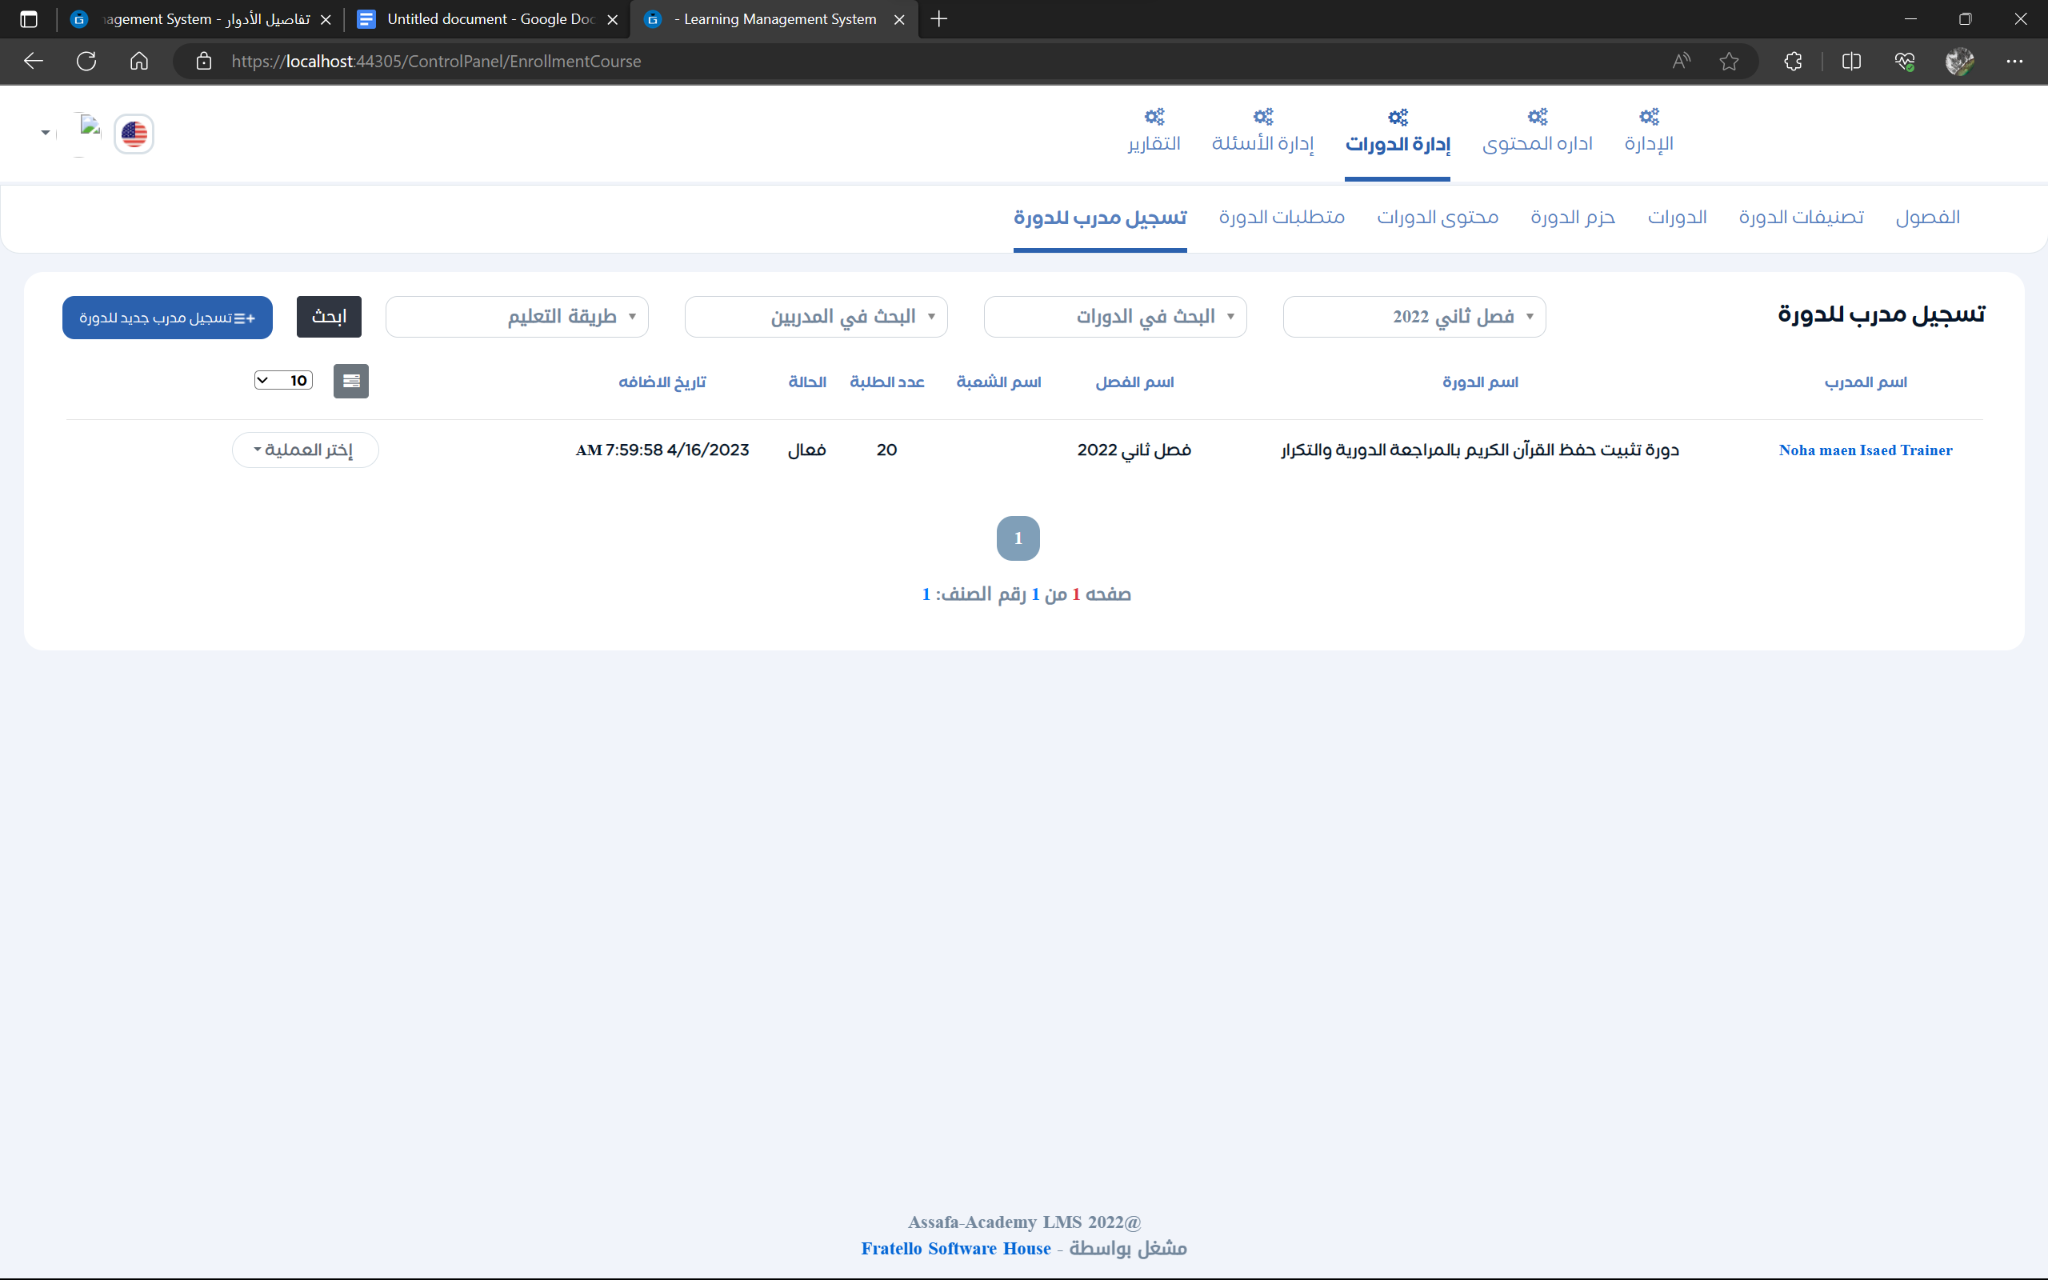 agement System - تفاصيل الأدوار
Untitled document - Google Doc
- Learning Management System
https://localhost:44305/ControlPanel/EnrollmentCourse
الإدارة
اداره المحتوى
إدارة الدورات
إدارة الأسئلة
التقارير
الفصول
تصنيفات الدورة
الدورات
حزم الدورة
محتوى الدورات
متطلبات الدورة
تسجيل مدرب للدورة
تسجيل مدرب للدورة
فصل ثاني 2022
البحث في الدورات
البحث في المدربين
طريقة التعليم
ابحث
تسجيل مدرب جديد للدورة
اسم المدرب اسم الدورة اسم الفصل اسم الشعبة عدد الطلبة الحالة تاريخ الاضافه 10
Noha maen Isaed Trainer دورة تثبيت حفظ القرآن الكريم بالمراجعة الدورية والتكرار فصل ثاني 2022 20 فعال 4/16/2023 7:59:58 AM إختر العملية
1
صفحه 1 من 1 رقم الصنف: 1
Assafa-Academy LMS 2022@
مشغل بواسطة - Fratello Software House